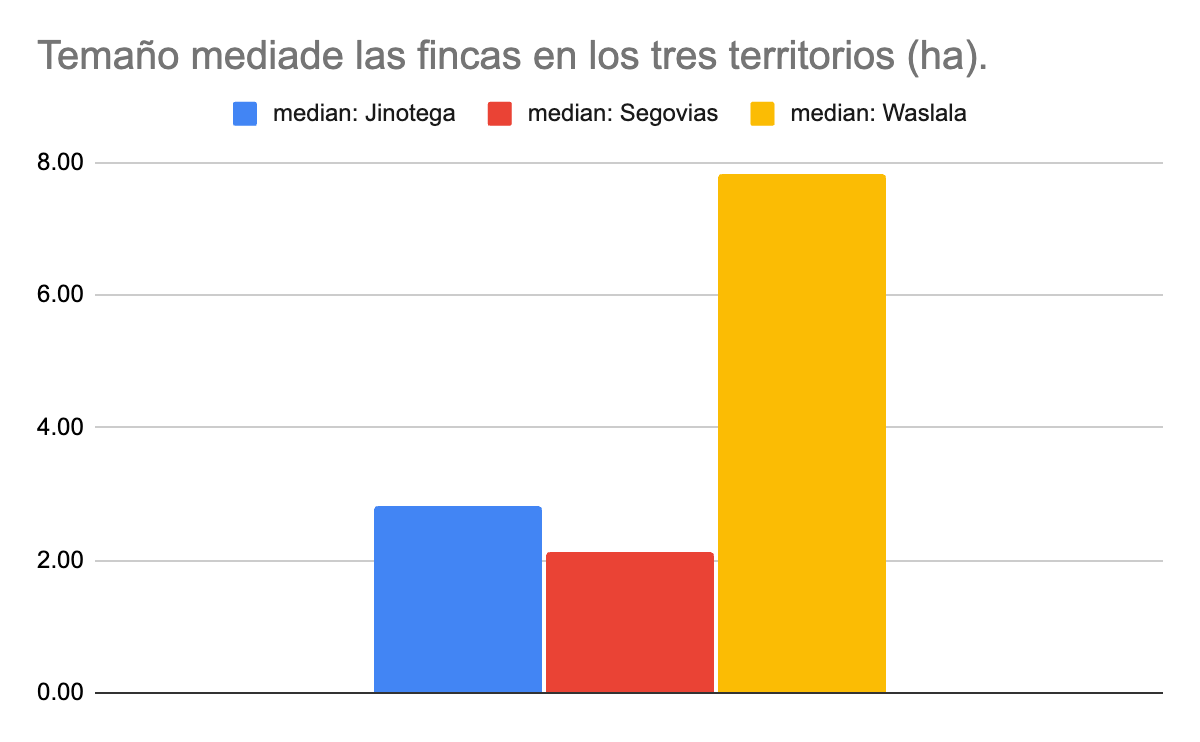 Temaño mediade las fincas en los tres territorios (ha).
median: Jinotega median: Segovias median: Waslala
8.00
6.00
4.00
2.00
0.00